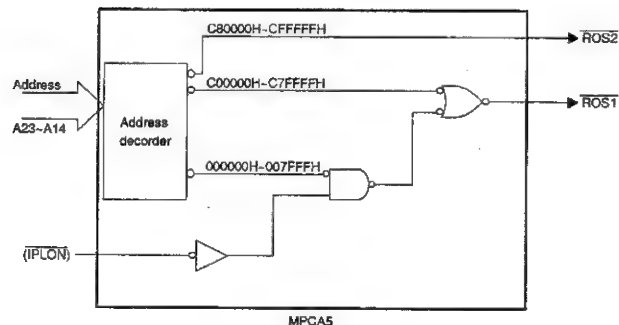 C80000H~CFFFFFH
ROS2
Address
C00000H~C7FFFFH
ROS1
A23~A14
Address
decorder
000000H~007FFFH
(IPLON)
MPCA5